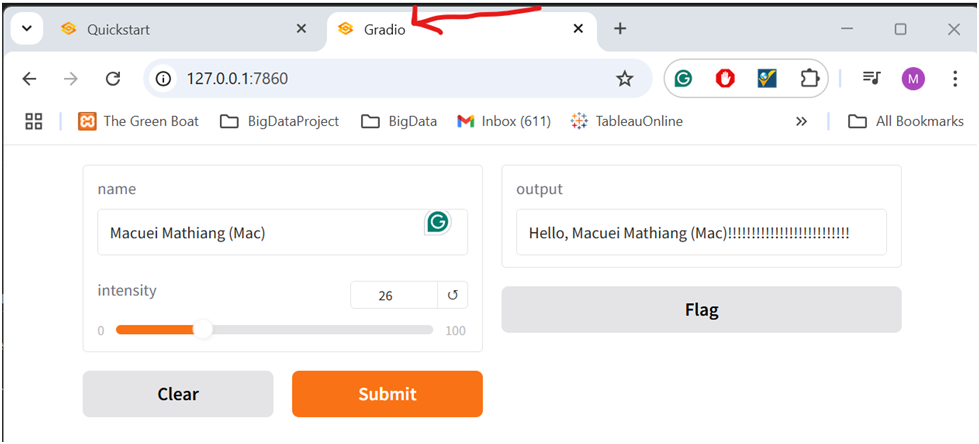 Quickstart
Gradio
127.0.0.1:7860
M
The Green Boat
BigDataProject
BigData
Inbox (611)
TableauOnline
»
All Bookmarks
name
Macuei Mathiang (Mac)
intensity
26
0
100
Clear
Submit
output
Hello, Macuei Mathiang (Mac)!!!!!!!!!!!!!!!!!!!!!!!!!!
Flag